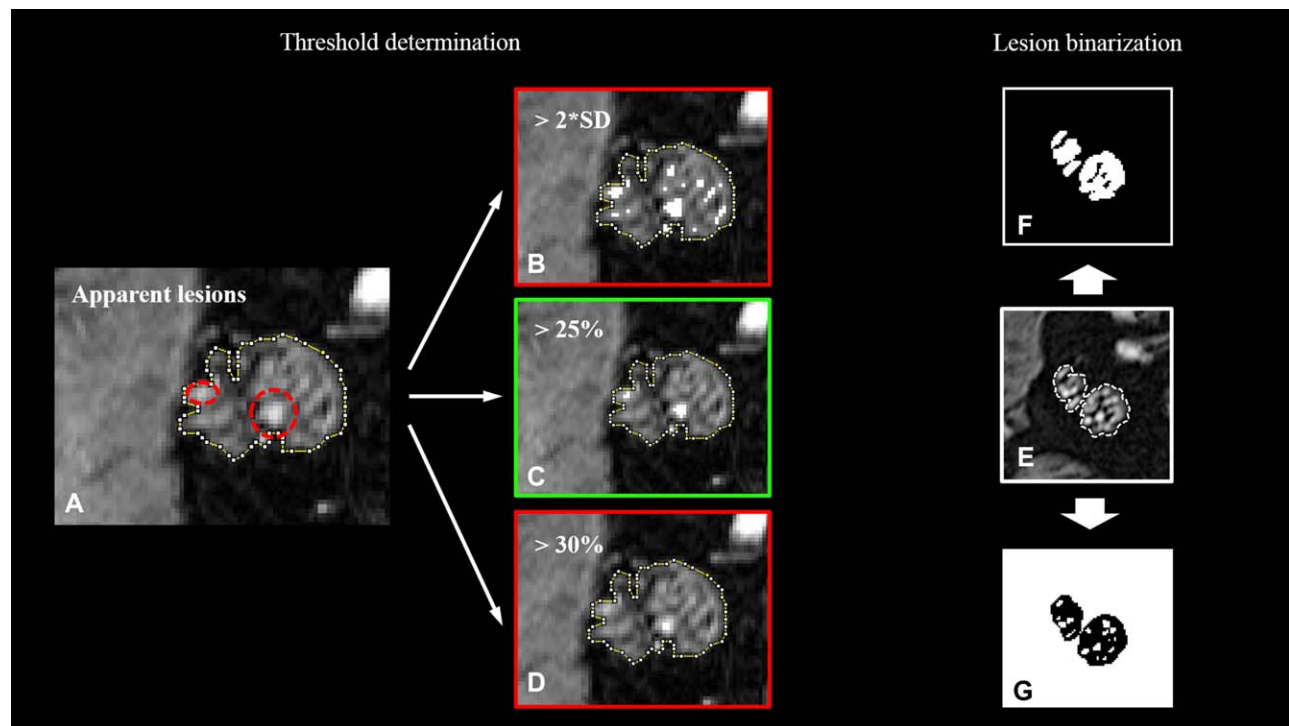 Threshold determination
Lesion binarization
> 2*SD
B
F
Apparent lesions
A
> 25%
C
E
> 30%
D
G